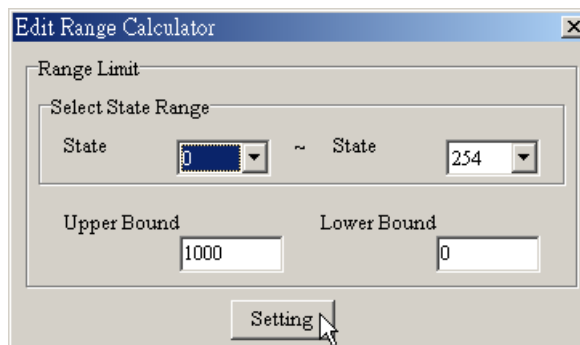 Edit Range Calculator
Range Limit
Select State Range
State 0 ~ State 254
Upper Bound Lower Bound
1000 0
Setting